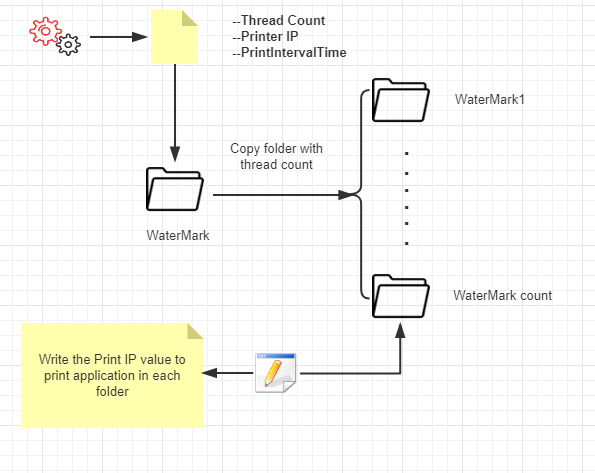 --Thread Count
--Printer IP
--PrintIntervalTime
WaterMark1
Copy folder with
thread count
WaterMark
WaterMark count
Write the Print IP value to
print application in each
folder